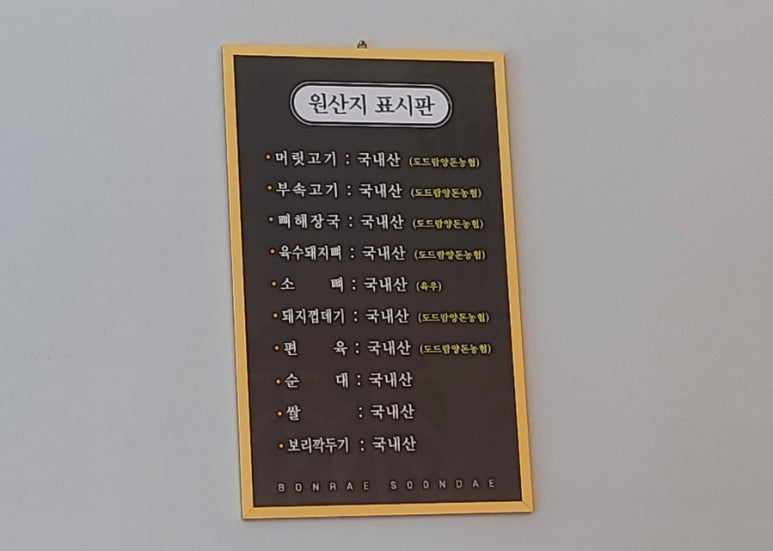 원산지 표시판
• 머릿고기 : 국내산 (도드람양돈농협)
• 부속고기 : 국내산 (도드람양돈농협)
• 뼈해장국 : 국내산 (도드람양돈농협)
• 육수돼지뼈 : 국내산 (도드람양돈농협)
• 소 뼈 : 국내산 (육우)
• 돼지껍데기 : 국내산 (도드람양돈농협)
• 편 육 : 국내산 (도드람양돈농협)
• 순 대 : 국내산
• 쌀 : 국내산
• 보리깍두기 : 국내산
BONRAE SOONDAE